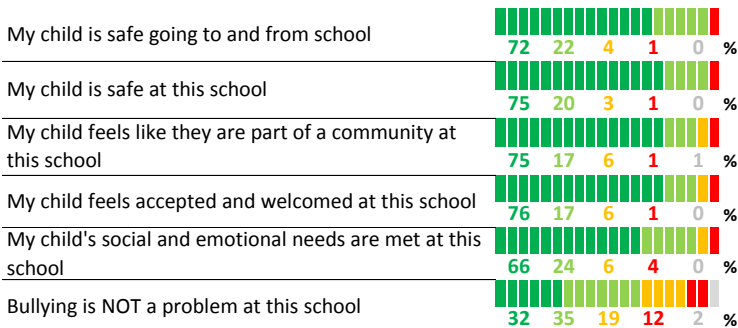 My child is safe going to and from school
72 22 4 1 0 %
My child is safe at this school
75 20 3 1 0 %
My child feels like they are part of a community at
this school
75 17 6 1 1 %
My child feels accepted and welcomed at this school
76 17 6 1 0 %
My child's social and emotional needs are met at this
school
66 24 6 4 0 %
Bullying is NOT a problem at this school
32 35 19 12 2 %